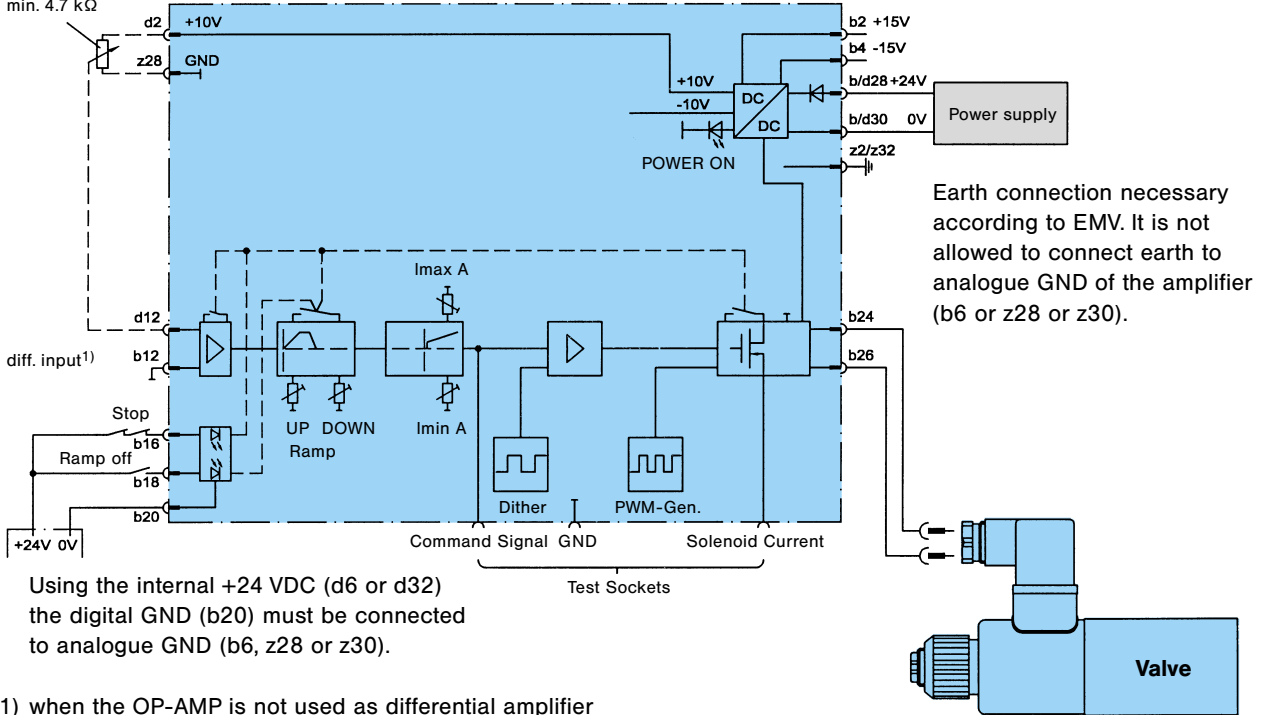 min. 4.7 kΩ
d2 +10V
z28 GND
b2 +15V
b4 -15V
+10V
-10V
DC
DC
b/d28 +24V
b/d30 0V
Power supply
POWER ON
z2/z32
Earth connection necessary
according to EMV. It is not
allowed to connect earth to
analogue GND of the amplifier
(b6 or z28 or z30).
Imax A
d12
b12
diff. input1)
b24
b26
Stop
b16
Ramp off
b18
b20
+24V 0V
UP DOWN
Ramp
Imin A
Dither
PWM-Gen.
Command Signal GND
Solenoid Current
Test Sockets
Using the internal +24 VDC (d6 or d32)
the digital GND (b20) must be connected
to analogue GND (b6, z28 or z30).
Valve
1) when the OP-AMP is not used as differential amplifier